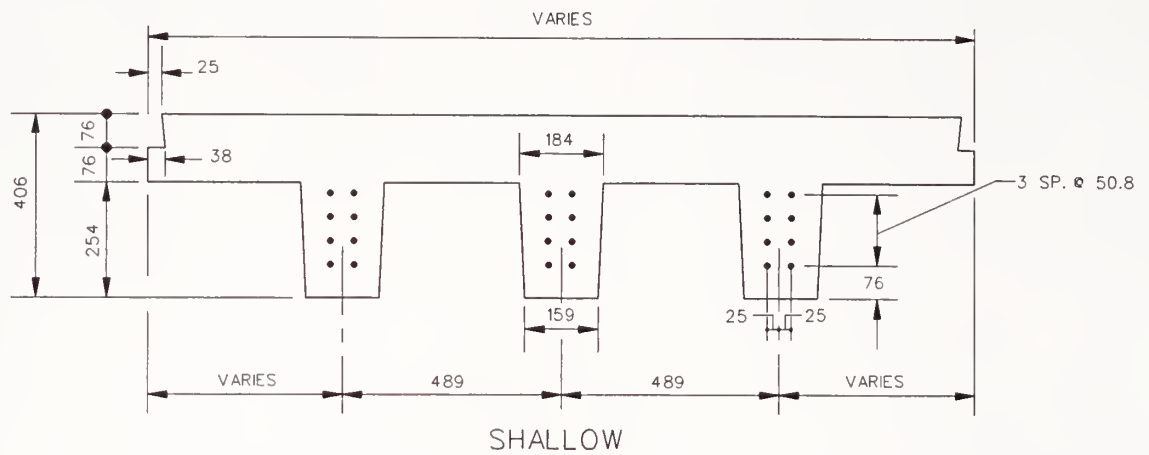 VARIES
25
76
184
38
76
406
3 SP. @ 50.8
254
76
159
25 25
VARIES
489
489
VARIES
SHALLOW